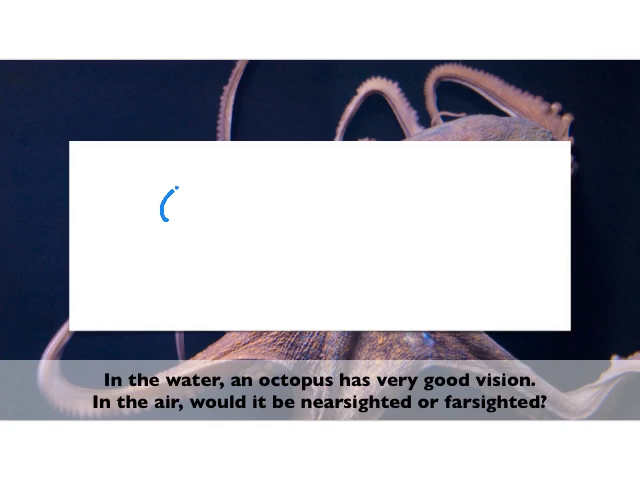 In the water, an octopus has very good vision.
In the air, would it be nearsighted or farsighted?